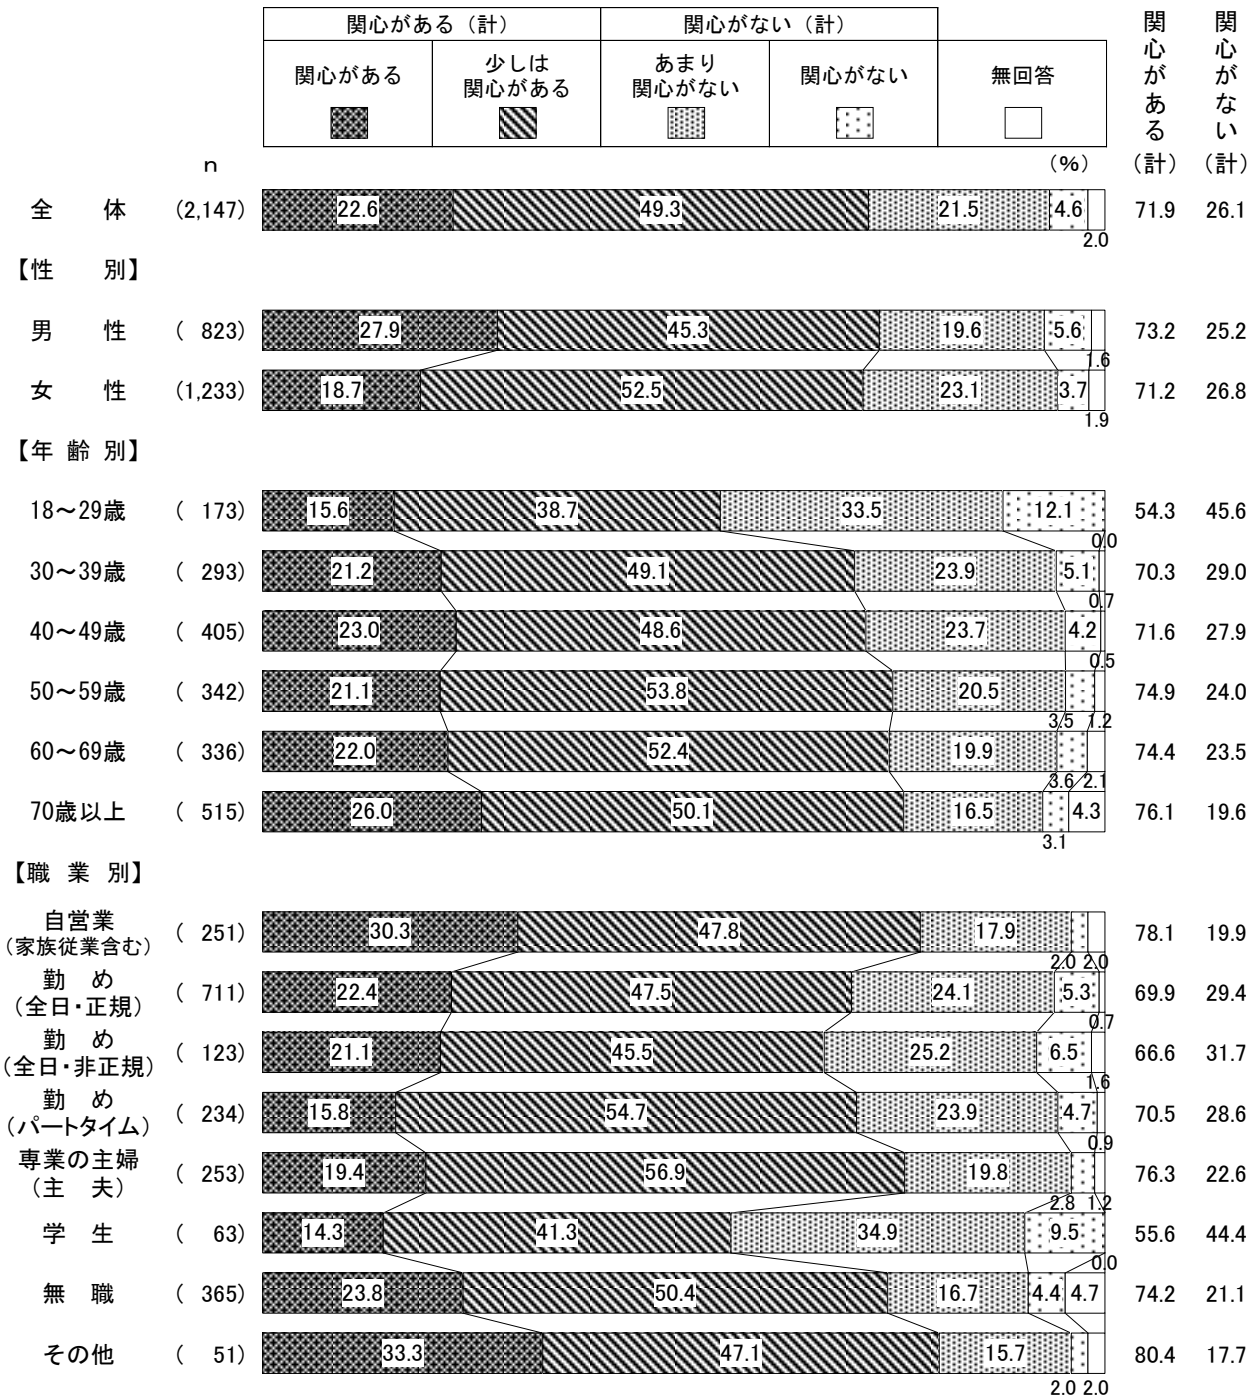 関心がある（計） 関心がない（計） 関心がある（計） 関心がない（計）
関心がある 少しは関心がある あまり関心がない 関心がない 無回答
n (%)
全 体 (2,147) 22.6 49.3 21.5 4.6 71.9 26.1
2.0
【性 別】
男 性 ( 823) 27.9 45.3 19.6 5.6 73.2 25.2
1.6
女 性 (1,233) 18.7 52.5 23.1 3.7 71.2 26.8
1.9
【年 齢 別】
18～29歳 ( 173) 15.6 38.7 33.5 12.1 54.3 45.6
0.0
30～39歳 ( 293) 21.2 49.1 23.9 5.1 70.3 29.0
0.7
40～49歳 ( 405) 23.0 48.6 23.7 4.2 71.6 27.9
0.5
50～59歳 ( 342) 21.1 53.8 20.5 74.9 24.0
3.5 1.2
60～69歳 ( 336) 22.0 52.4 19.9 74.4 23.5
3.6 2.1
70歳以上 ( 515) 26.0 50.1 16.5 4.3 76.1 19.6
3.1
【職 業 別】
自営業
（家族従業含む） ( 251) 30.3 47.8 17.9 78.1 19.9
2.0 2.0
勤 め
（全日・正規） ( 711) 22.4 47.5 24.1 5.3 69.9 29.4
0.7
勤 め
（全日・非正規） ( 123) 21.1 45.5 25.2 6.5 66.6 31.7
1.6
勤 め
（パートタイム） ( 234) 15.8 54.7 23.9 4.7 70.5 28.6
0.9
専業の主婦
（主 夫） ( 253) 19.4 56.9 19.8 76.3 22.6
2.8 1.2
学 生 ( 63) 14.3 41.3 34.9 9.5 55.6 44.4
0.0
無 職 ( 365) 23.8 50.4 16.7 4.4 4.7 74.2 21.1
その他 ( 51) 33.3 47.1 15.7 80.4 17.7
2.0 2.0